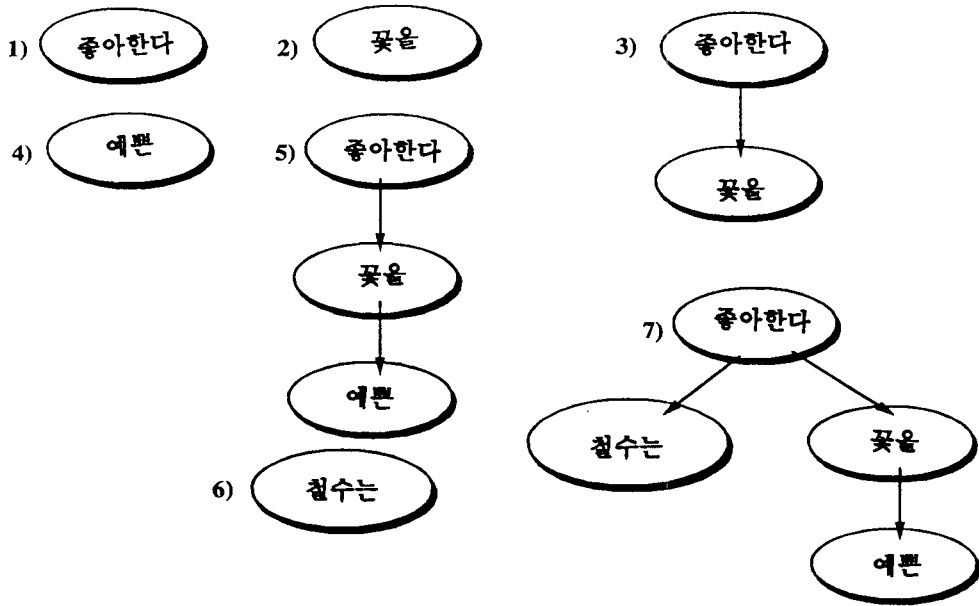 1) 좋아한다
2) 꽃을
3) 좋아한다
꽃을
4) 예쁜
5) 좋아한다
꽃을
예쁜
6) 철수는
7) 좋아한다
철수는
꽃을
예쁜